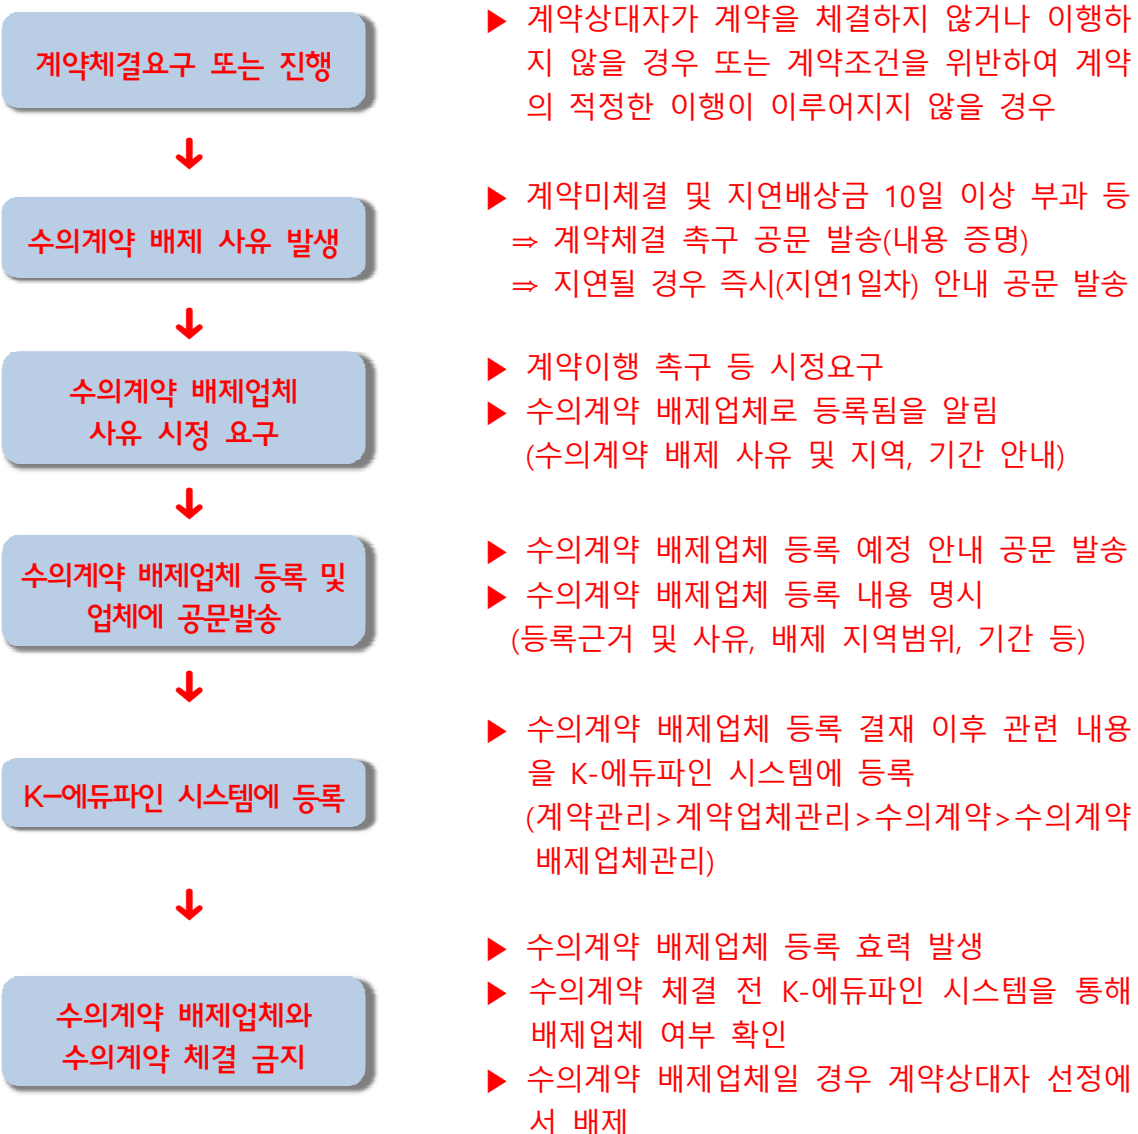 계약체결요구 또는 진행
▶ 계약상대자가 계약을 체결하지 않거나 이행하
지 않을 경우 또는 계약조건을 위반하여 계약
의 적정한 이행이 이루어지지 않을 경우
수의계약 배제 사유 발생
▶ 계약미체결 및 지연배상금 10일 이상 부과 등
⇒ 계약체결 촉구 공문 발송(내용 증명)
⇒ 지연될 경우 즉시(지연1일차) 안내 공문 발송
수의계약 배제업체
사유 시정 요구
▶ 계약이행 촉구 등 시정요구
▶ 수의계약 배제업체로 등록됨을 알림
(수의계약 배제 사유 및 지역, 기간 안내)
수의계약 배제업체 등록 및
업체에 공문발송
▶ 수의계약 배제업체 등록 예정 안내 공문 발송
▶ 수의계약 배제업체 등록 내용 명시
(등록근거 및 사유, 배제 지역범위, 기간 등)
K-에듀파인 시스템에 등록
▶ 수의계약 배제업체 등록 결재 이후 관련 내용
을 K-에듀파인 시스템에 등록
(계약관리>계약업체관리>수의계약>수의계약
배제업체관리)
수의계약 배제업체와
수의계약 체결 금지
▶ 수의계약 배제업체 등록 효력 발생
▶ 수의계약 체결 전 K-에듀파인 시스템을 통해
배제업체 여부 확인
▶ 수의계약 배제업체일 경우 계약상대자 선정에
서 배제